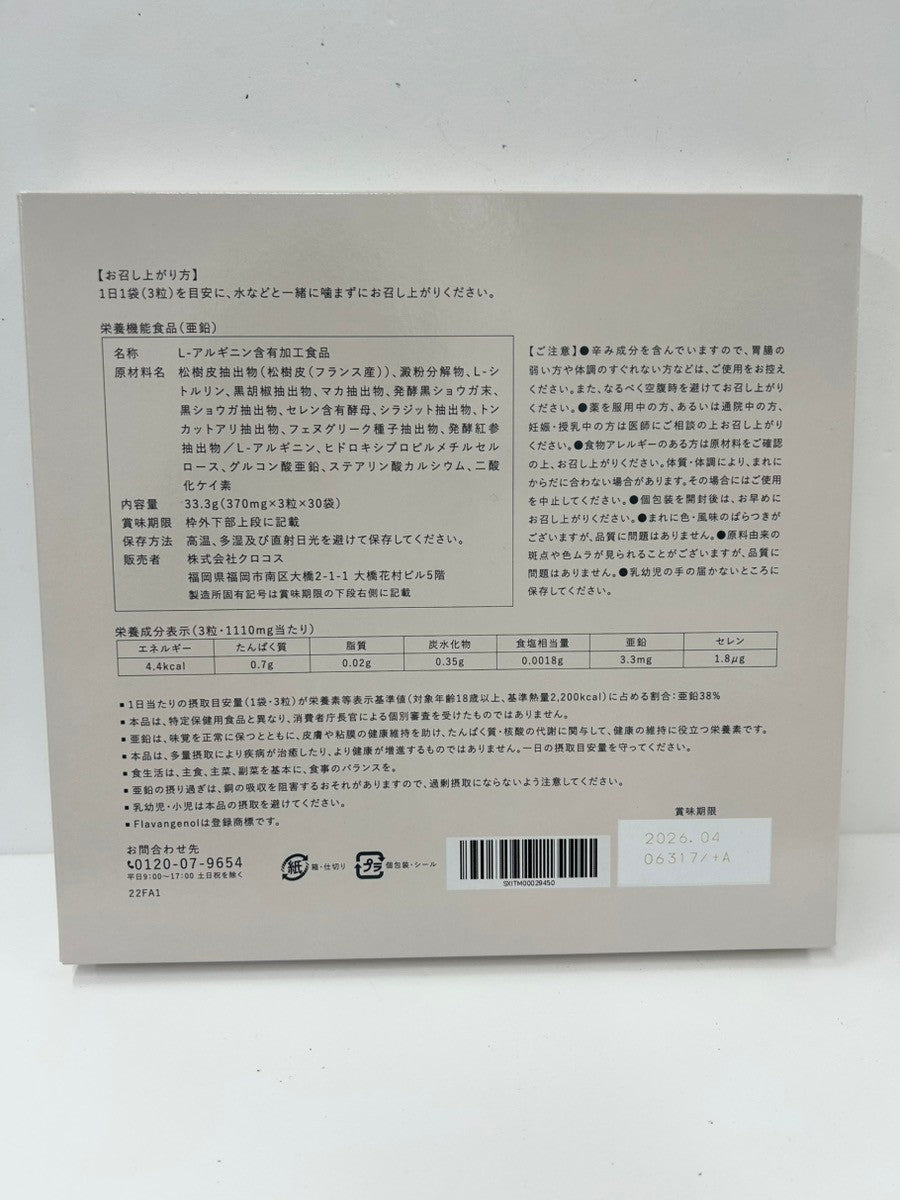 【お召し上がり方】
1日1袋(3粒)を目安に、水などと一緒に噛まずにお召し上がりください。
栄養機能食品(亜鉛)
名称 L-アルギニン含有加工食品
原材料名 松樹皮抽出物(松樹皮(フランス産))、澱粉分解物、L-シ
トルリン、黒胡椒抽出物、マカ抽出物、発酵黒ショウガ末、
黒ショウガ抽出物、セレン含有酵母、シラジット抽出物、トン
カットアリ抽出物、フェヌグリーク種子抽出物、発酵紅参
抽出物/L-アルギニン、ヒドロキシプロピルメチルセル
ロース、グルコン酸亜鉛、ステアリン酸カルシウム、二酸
化ケイ素
内容量 33.3g(370mg×3粒×30袋)
賞味期限 枠外下部上段に記載
保存方法 高温、多湿及び直射日光を避けて保存してください。
販売者 株式会社クロコス
福岡県福岡市南区大橋2-1-1 大橋花村ビル5階
製造所固有記号は賞味期限の下段右側に記載
【ご注意】●辛み成分を含んでいますので、胃腸の
弱い方や体調のすぐれない方などは、ご使用をお控え
ください。また、なるべく空腹時を避けてお召し上がり
ください。●薬を服用中の方、あるいは通院中の方、
妊娠・授乳中の方は医師にご相談の上お召し上がり
ください。●食物アレルギーのある方は原材料をご確認
の上、お召し上がりください。体質・体調により、まれに
からだに合わない場合があります。その場合にはご使用
を中止してください。●個包装を開封後は、お早めに
お召し上がりください。●まれに色・風味のばらつきが
ございますが、品質に問題はありません。●原料由来の
斑点や色ムラが見られることがございますが、品質に
問題はありません。●乳幼児の手の届かないところに
保存してください。
栄養成分表示(3粒・1110mg当たり)
エネルギー たんぱく質 脂質 炭水化物 食塩相当量 亜鉛 セレン
4.4kcal 0.7g 0.02g 0.35g 0.0018g 3.3mg 1.8μg
■1日当たりの摂取目安量(1袋・3粒)が栄養素等表示基準値(対象年齢18歳以上、基準熱量2,200kcal)に占める割合:亜鉛38%
■本品は、特定保健用食品と異なり、消費者庁長官による個別審査を受けたものではありません。
■亜鉛は、味覚を正常に保つとともに、皮膚や粘膜の健康維持を助け、たんぱく質・核酸の代謝に関与して、健康の維持に役立つ栄養素です。
■本品は、多量摂取により疾病が治癒したり、より健康が増進するものではありません。一日の摂取目安量を守ってください。
■食生活は、主食、主菜、副菜を基本に、食事のバランスを。
■亜鉛の摂り過ぎは、銅の吸収を阻害するおそれがありますので、過剰摂取にならないよう注意してください。
■乳幼児・小児は本品の摂取を避けてください。
■Flavangenolは登録商標です。
お問合わせ先
0120-07-9654
平日9:00〜17:00 土日祝を除く
22FA1
紙 箱・仕切り
プラ 個包装・シール
SXITM00029450
賞味期限
2026.04
06317/+A